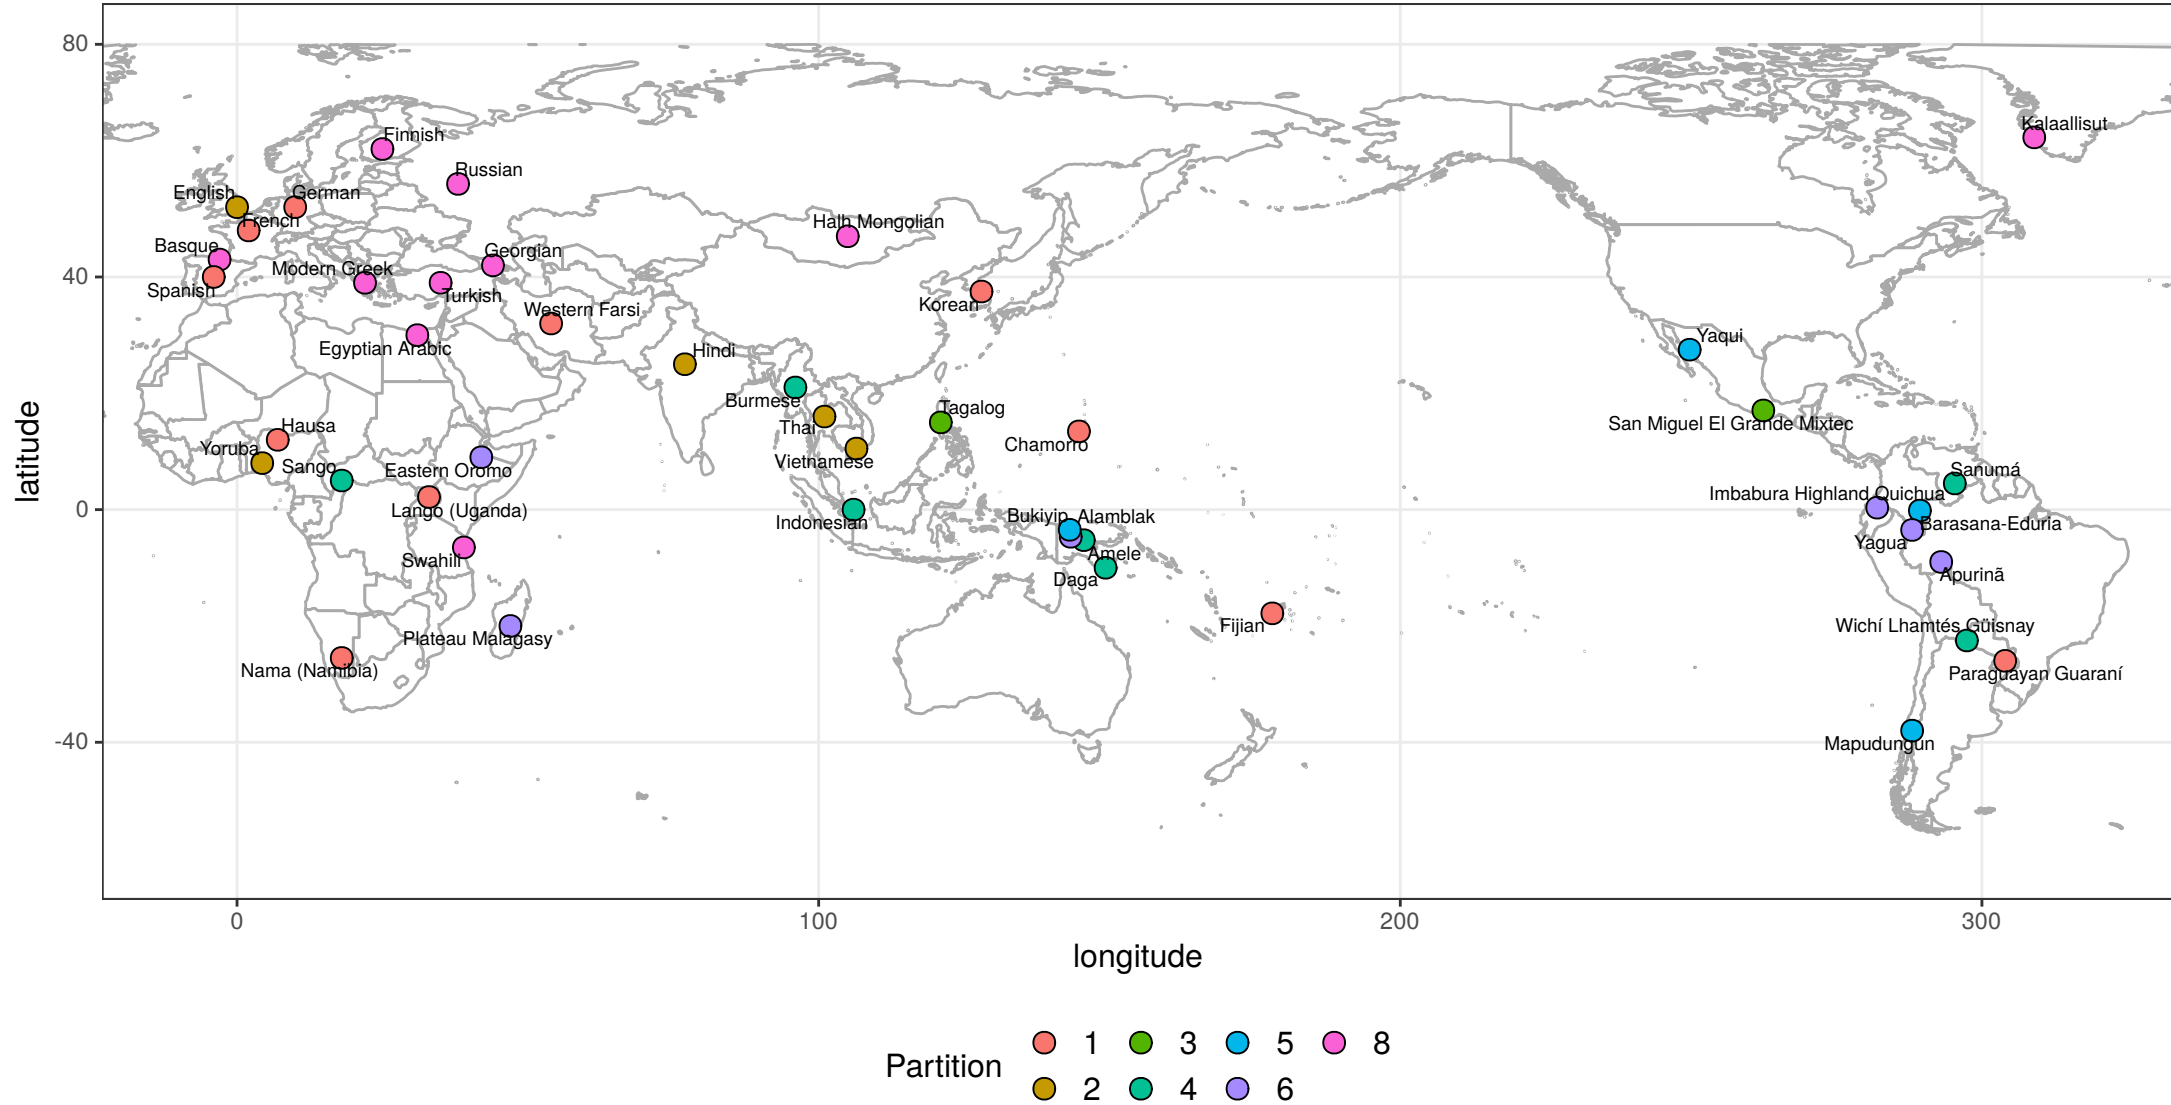 80
Kalaallisut
Finnish
Russian
English
German
French
Halh Mongolian
Basque
Georgian
Modern Greek
40
Spanish
Turkish
Korean
Western Farsi
Yaqui
Egyptian Arabic
Hindi
Burmese
Tagalog
San Miguel El Grande Mixtec
Hausa
Thai
Chamorro
Yoruba
Vietnamese
Sango
Eastern Oromo
Sanumá
latitude
Imbabura Highland Quichua
0
Lango (Uganda)
Indonesian
Bukiyip
Alamblak
Barasana-Eduria
Yagua
Amele
Swahili
Daga
Apurinã
Fijian
Wichí Lhamtés Güisnay
Plateau Malagasy
Nama (Namibia)
Paraguayan Guaraní
-40
Mapudungun
0 100 200 300
longitude
Partition
1 3 5 8
2 4 6